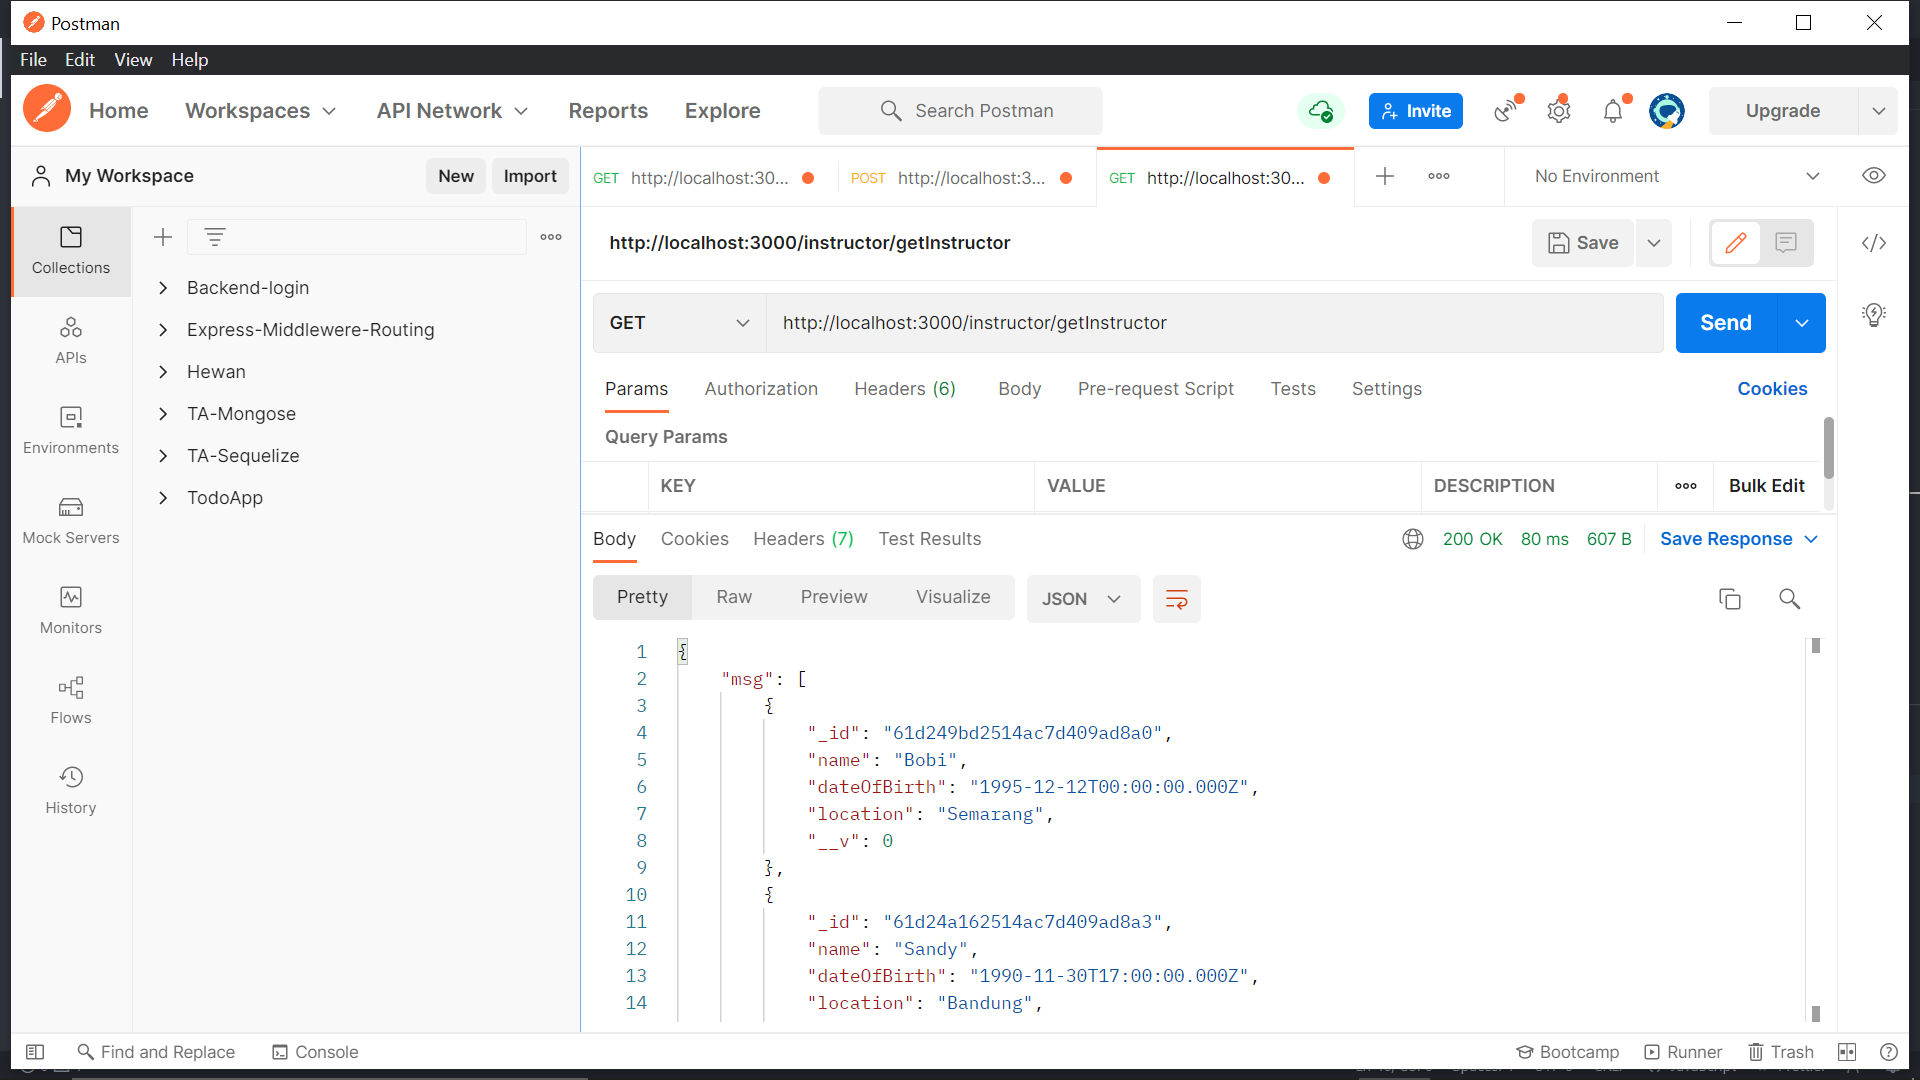 Postman
File Edit View Help
Home Workspaces API Network Reports Explore Search Postman Invite Upgrade
My Workspace New Import
GET http://localhost:30... POST http://localhost:3... GET http://localhost:30... No Environment
Collections
APIs
Environments
Mock Servers
Monitors
Flows
History
Backend-login
Express-Middlewere-Routing
Hewan
TA-Mongose
TA-Sequelize
TodoApp
http://localhost:3000/instructor/getInstructor Save
GET http://localhost:3000/instructor/getInstructor Send
Params Authorization Headers (6) Body Pre-request Script Tests Settings Cookies
Query Params
KEY VALUE DESCRIPTION Bulk Edit
Body Cookies Headers (7) Test Results 200 OK 80 ms 607 B Save Response
Pretty Raw Preview Visualize JSON
1 {
2 "msg": [
3 {
4 "_id": "61d249bd2514ac7d409ad8a0",
5 "name": "Bobi",
6 "dateOfBirth": "1995-12-12T00:00:00.000Z",
7 "location": "Semarang",
8 "__v": 0
9 },
10 {
11 "_id": "61d24a162514ac7d409ad8a3",
12 "name": "Sandy",
13 "dateOfBirth": "1990-11-30T17:00:00.000Z",
14 "location": "Bandung",
Find and Replace Console Bootcamp Runner Trash